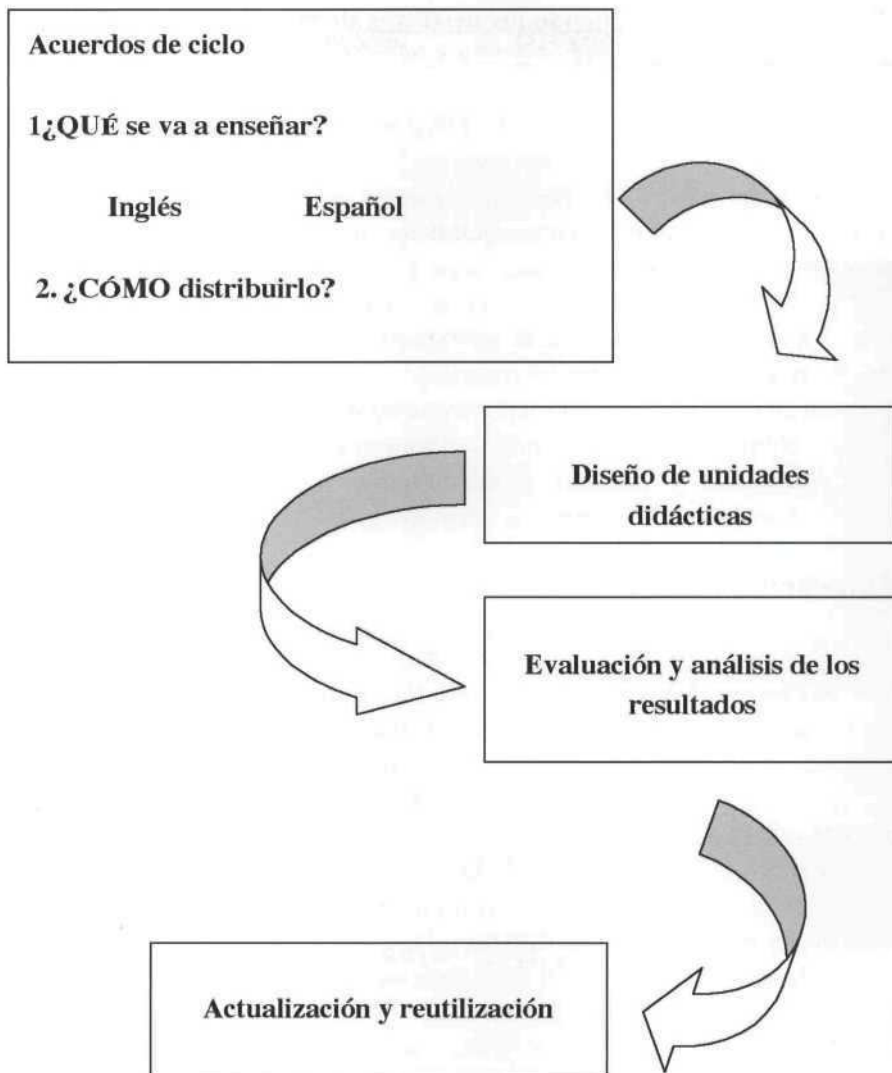 Acuerdos de ciclo
1¿QUÉ se va a enseñar?
Inglés Español
2. ¿CÓMO distribuirlo?
Diseño de unidades
didácticas
Evaluación y análisis de los
resultados
Actualización y reutilización